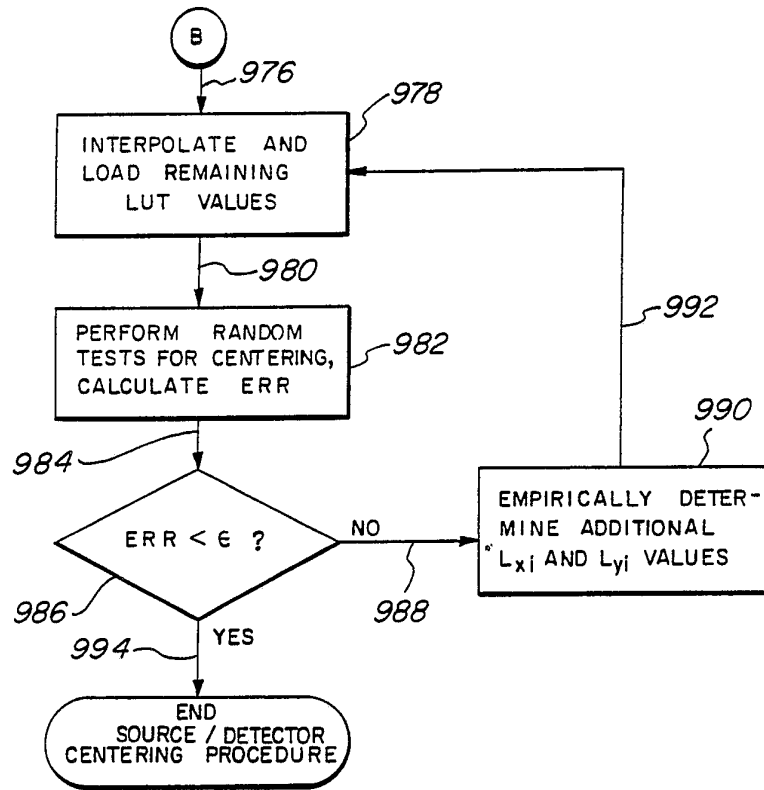 B
976
978
INTERPOLATE AND
LOAD REMAINING
LUT VALUES
980
PERFORM RANDOM
TESTS FOR CENTERING,
CALCULATE ERR
982
992
984
990
ERR < ϵ ?
NO
EMPIRICALLY DETER-
MINE ADDITIONAL
Lxi AND Lyi VALUES
986
988
994
YES
END
SOURCE / DETECTOR
CENTERING PROCEDURE